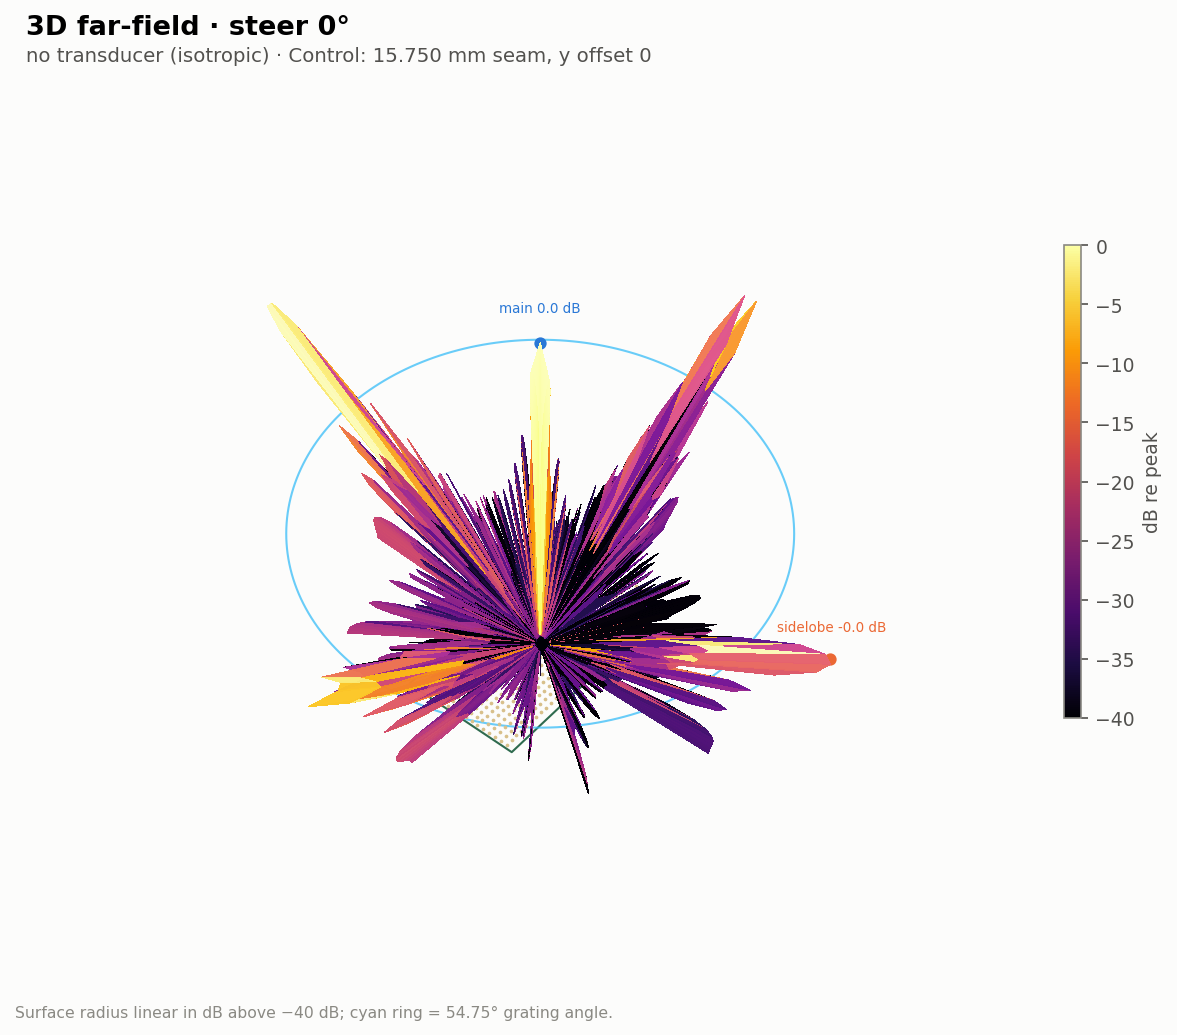 3D far-field · steer 0°
no transducer (isotropic) · Control: 15.750 mm seam, y offset 0
main 0.0 dB
sidelobe -0.0 dB
0
−5
−10
−15
−20
−25
−30
−35
−40
dB re peak
Surface radius linear in dB above −40 dB; cyan ring = 54.75° grating angle.